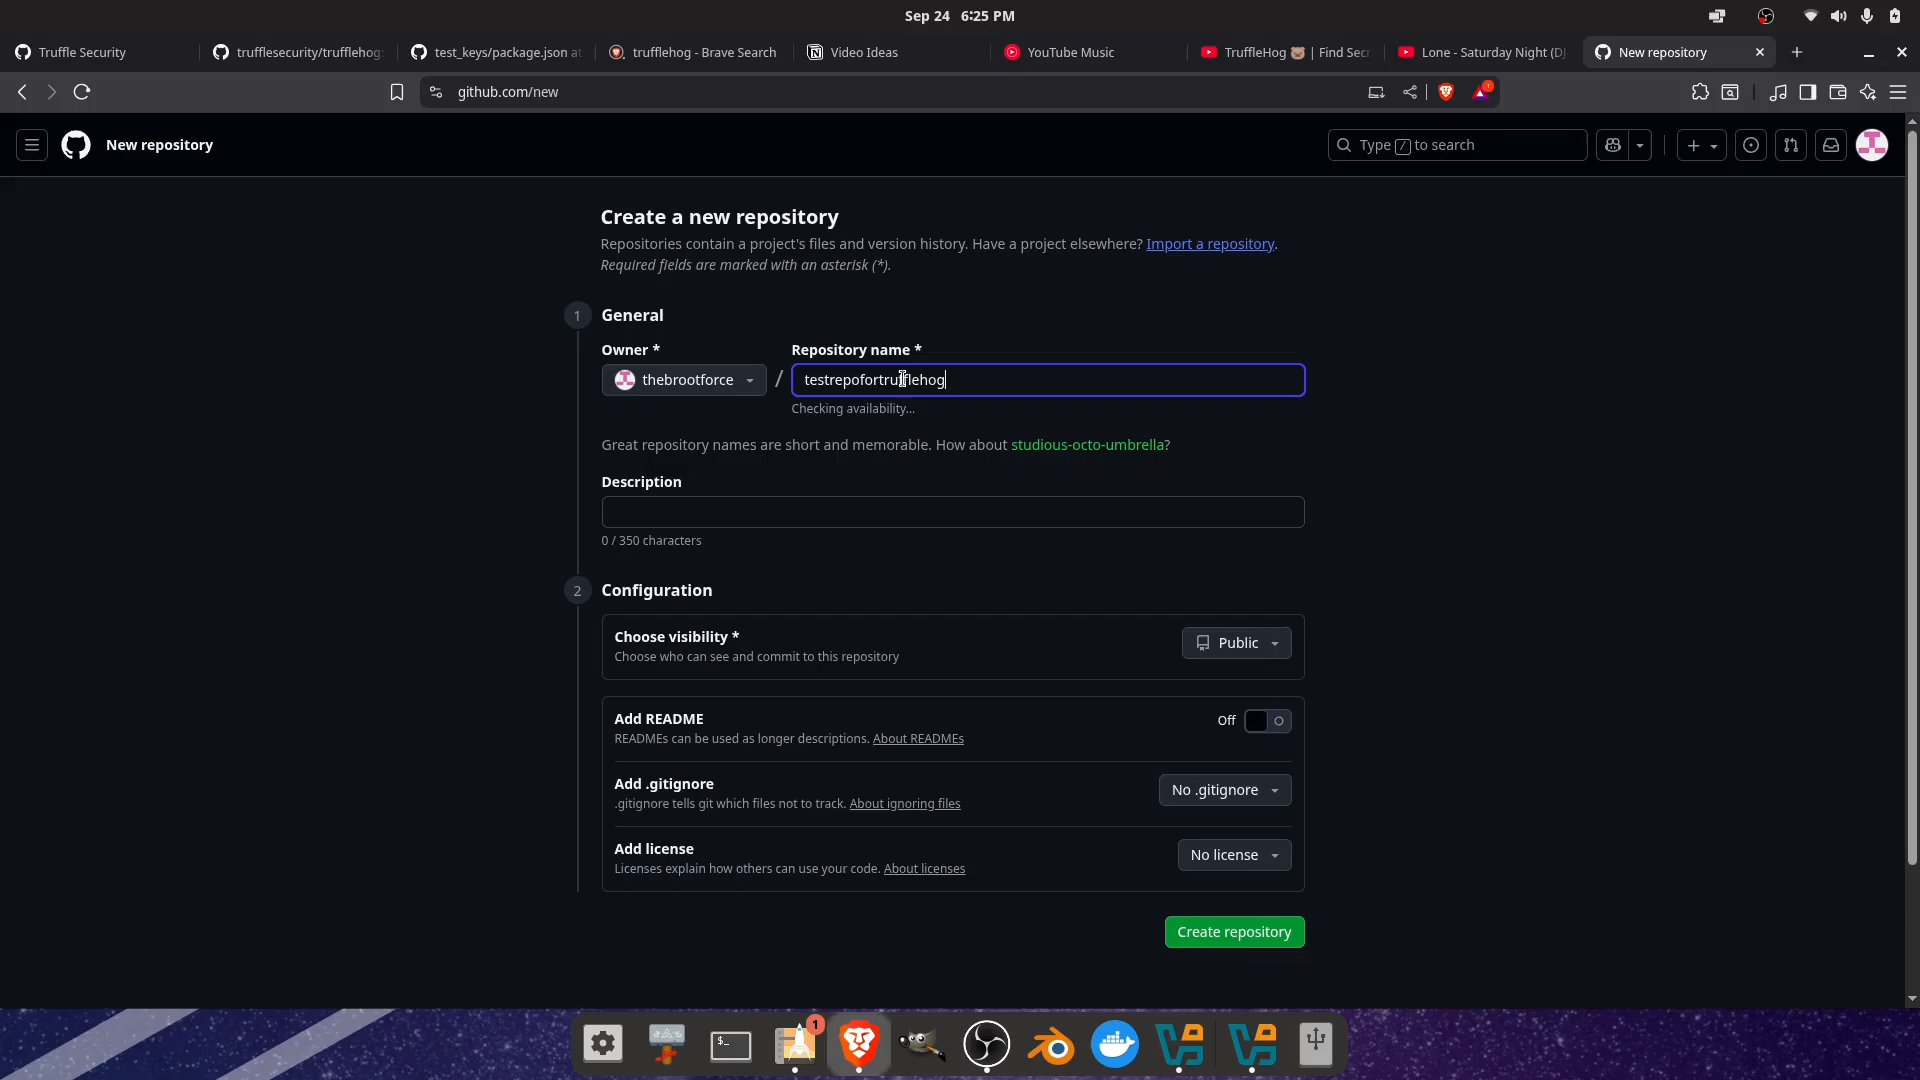 Sep 24 6:25 PM
Truffle Security
trufflesecurity/trufflehog:
test_keys/package.json at
trufflehog - Brave Search
Video Ideas
YouTube Music
TruffleHog 🐷 | Find Secr
Lone - Saturday Night (DJ
New repository
github.com/new
New repository
Type / to search
Create a new repository
Repositories contain a project's files and version history. Have a project elsewhere? Import a repository.
Required fields are marked with an asterisk (*).
1 General
Owner * Repository name *
thebrootforce / testrepofortrufflehog
Checking availability...
Great repository names are short and memorable. How about studious-octo-umbrella?
Description
0 / 350 characters
2 Configuration
Choose visibility *
Choose who can see and commit to this repository
Public
Add README
READMEs can be used as longer descriptions. About READMEs
Off
Add .gitignore
.gitignore tells git which files not to track. About ignoring files
No .gitignore
Add license
Licenses explain how others can use your code. About licenses
No license
Create repository
$_
1